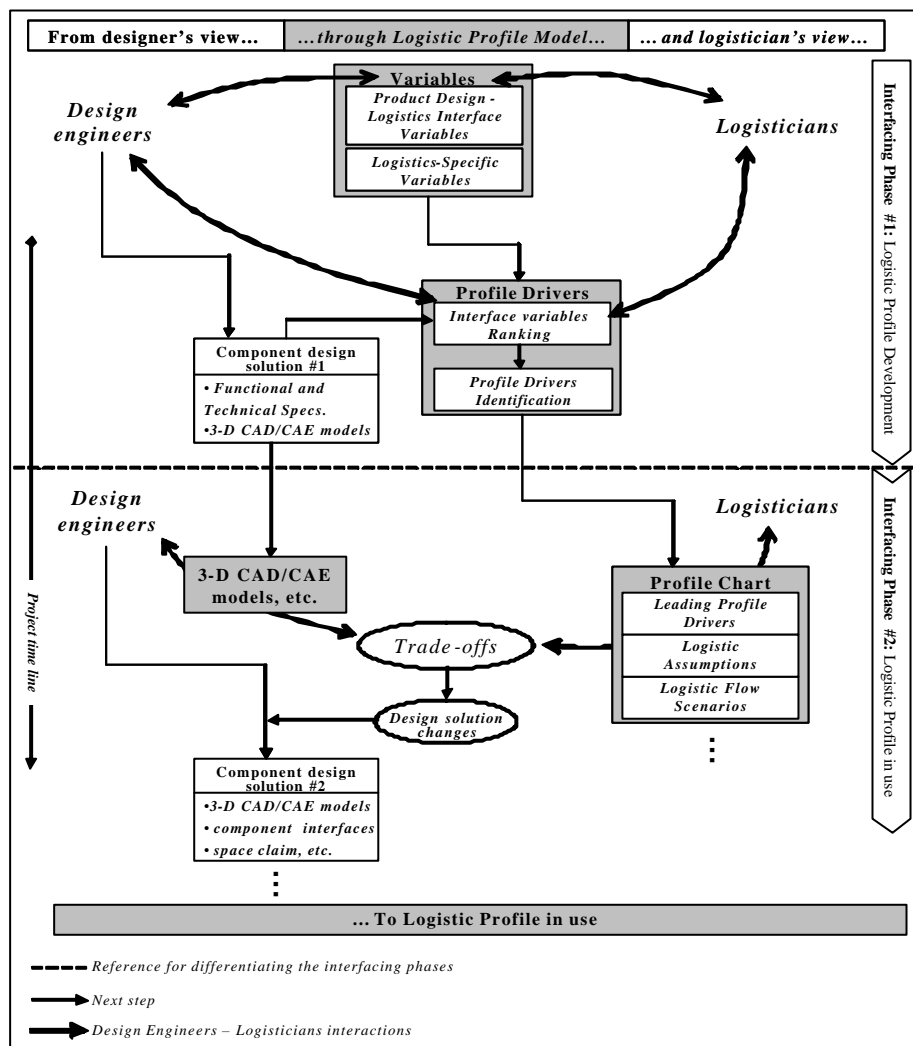 From designer's view…
…through Logistic Profile Model…
…and logistician's view…
Variables
Product Design -
Logistics Interface
Variables
Logistics-Specific
Variables
Design
engineers
Logisticians
Interfacing Phase #1: Logistic Profile Development
Profile Drivers
Interface variables
Ranking
Profile Drivers
Identification
Component design
solution #1
• Functional and
Technical Specs.
•3-D CAD/CAE models
Project time line
Design
engineers
Logisticians
Interfacing Phase #2: Logistic Profile in use
3-D CAD/CAE
models, etc.
Profile Chart
Leading Profile
Drivers
Logistic
Assumptions
Logistic Flow
Scenarios
Trade-offs
Design solution
changes
Component design
solution #2
•3-D CAD/CAE models
•component interfaces
•space claim, etc.
… To Logistic Profile in use
Reference for differentiating the interfacing phases
Next step
Design Engineers – Logisticians interactions